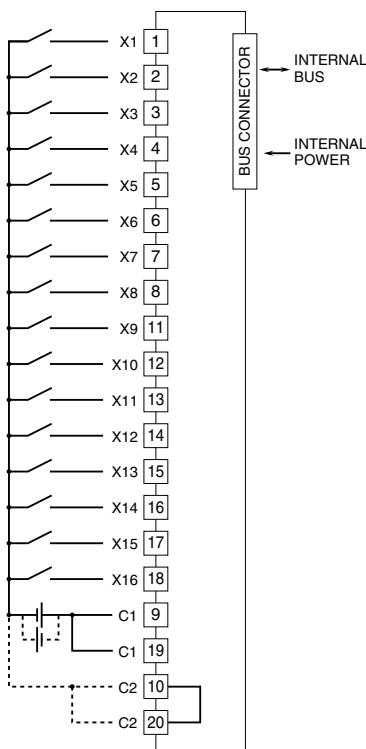 X1 1
X2 2
X3 3
X4 4
X5 5
X6 6
X7 7
X8 8
X9 11
X10 12
X11 13
X12 14
X13 15
X14 16
X15 17
X16 18
C1 9
C1 19
C2 10
C2 20
BUS CONNECTOR
INTERNAL
BUS
INTERNAL
POWER